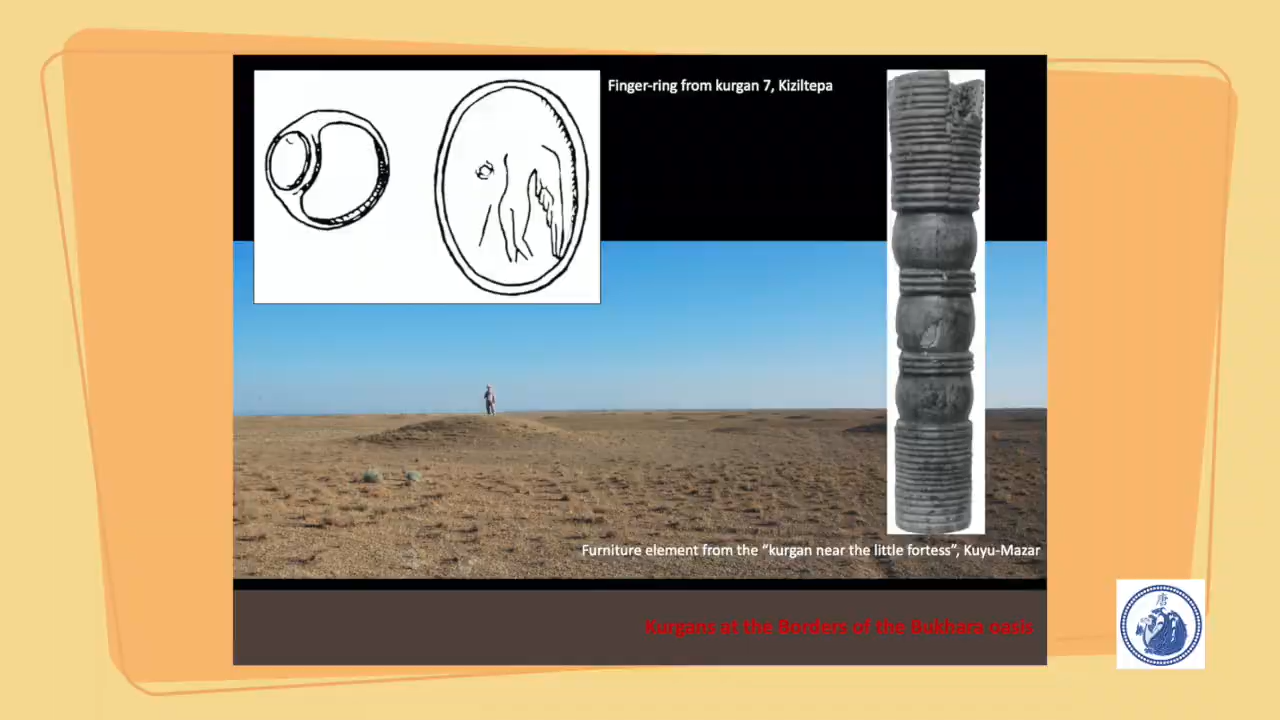 Finger-ring from kurgan 7, Kiziltepa
Furniture element from the “kurgan near the little fortess”, Kuyu-Mazar
Kurgans at the Borders of the Bukhara oasis
唐